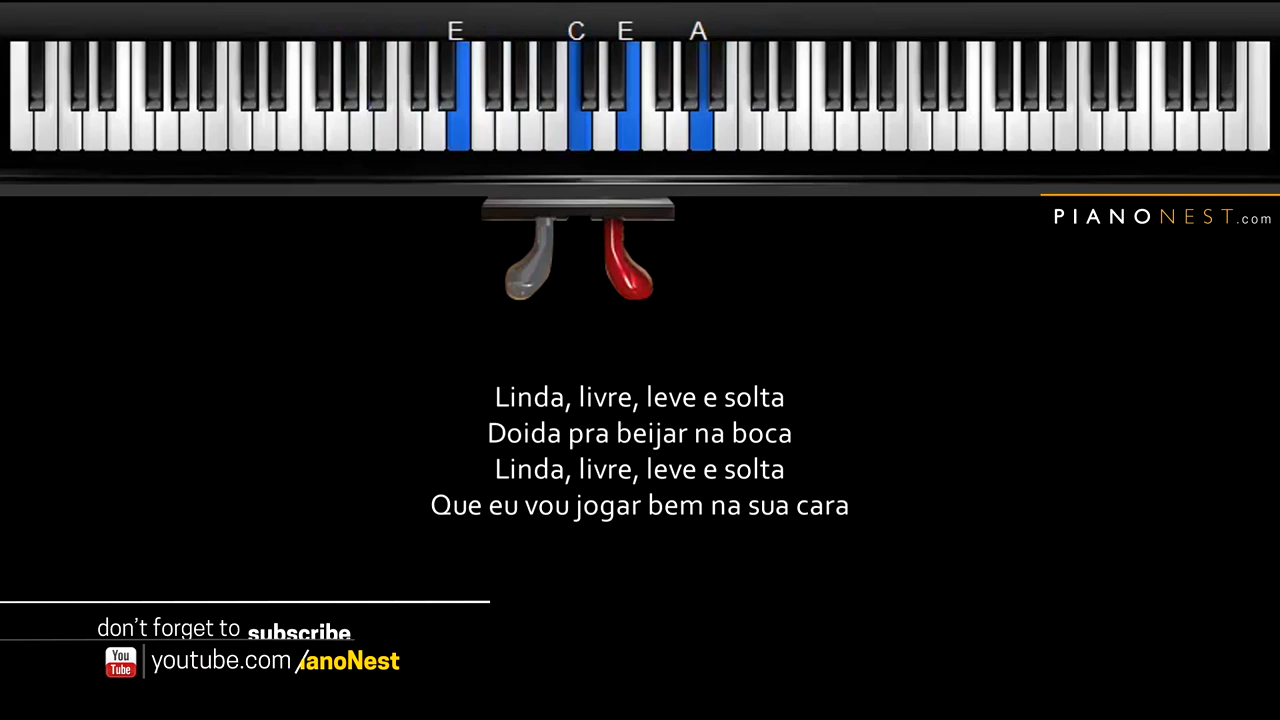 E C E A
PIANONEST.com
Linda, livre, leve e solta
Doida pra beijar na boca
Linda, livre, leve e solta
Que eu vou jogar bem na sua cara
don't forget to subscribe
You Tube youtube.com/ianoNest